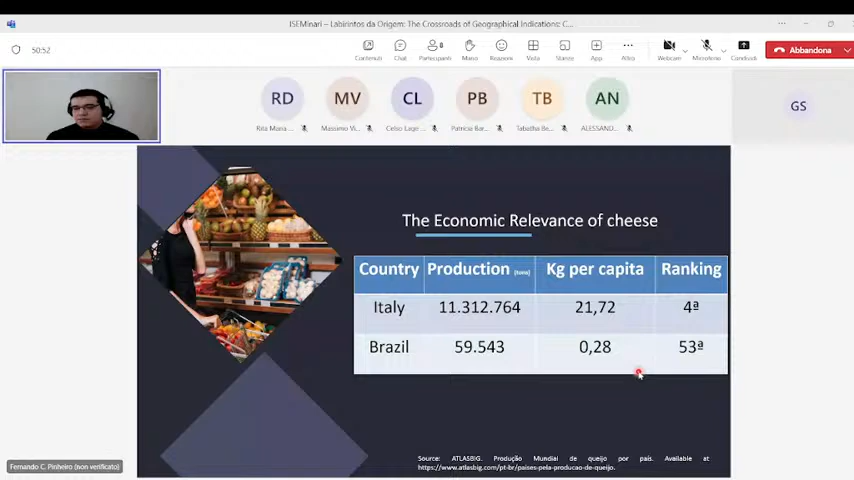 ISEMinari – Labirintos da Origem: The Crossroads of Geographical Indications: C...
50:52
Contenuti
Chat
Partecipanti
Mano
Reazioni
Vista
Stanze
App
Altro
Webcam
Microfono
Condividi
Abbandona
RD
MV
CL
PB
TB
AN
GS
Rita Maria ...
Massimo Vi...
Celso Lage ...
Patricia Bar...
Tabatha Be...
ALESSAND...
The Economic Relevance of cheese
Country Production (tons) Kg per capita Ranking
Italy 11.312.764 21,72 4ª
Brazil 59.543 0,28 53ª
Source: ATLASBIG. Produção Mundial de queijo por país. Available at
https://www.atlasbig.com/pt-br/paises-pela-producao-de-queijo.
Fernando C. Pinheiro (non verificato)